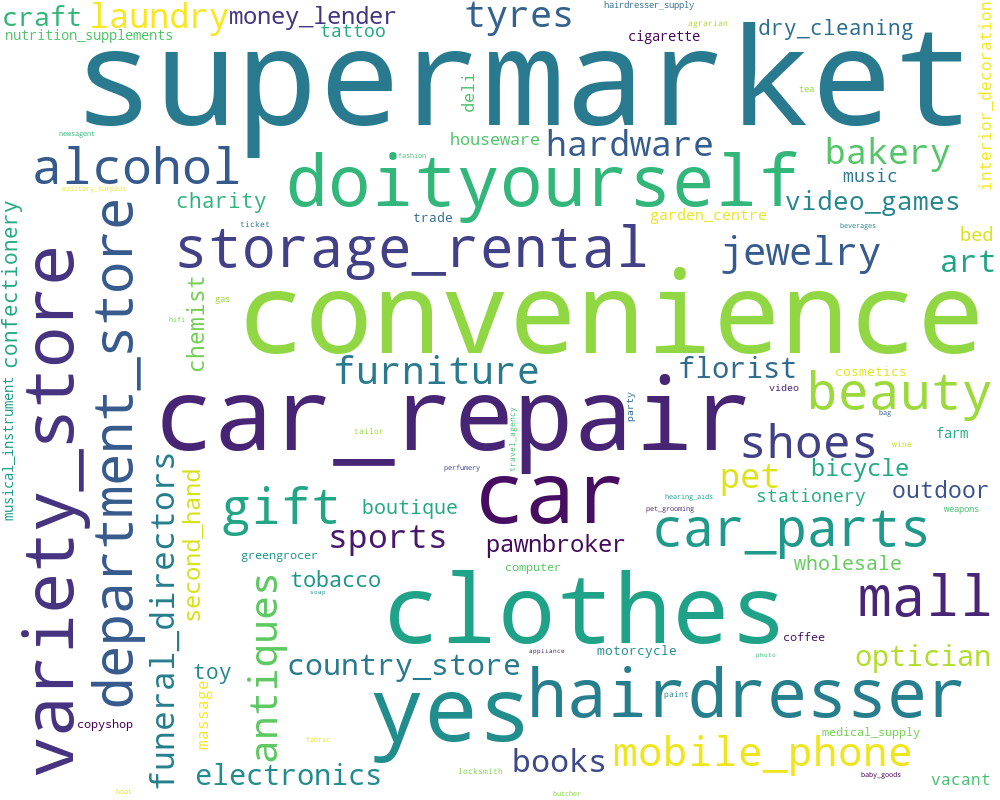 craft
laundry
money_lender
tyres
hairdresser_supply
agrarian
nutrition_supplements
tattoo
cigarette
dry_cleaning
interior_decoration
supermarket
deli
tea
newsagent
houseware
hardware
bakery
alcohol
fashion
doityourself
music
military_surplus
charity
video_games
confectionery
department_store
trade
garden_centre
ticket
beverages
storage_rental
jewelry
bed
art
variety_store
chemist
gas
convenience
hifi
furniture
florist
cosmetics
musical_instrument
car_repair
video
beauty
party
bag
travel_agency
tailor
shoes
wine
farm
perfumery
funeral_directors
second_hand
pet
bicycle
car
outdoor
gift
boutique
hearing_aids
stationery
pet_grooming
weapons
sports
pawnbroker
car_parts
greengrocer
wholesale
computer
antiques
tobacco
soap
clothes
mall
coffee
appliance
motorcycle
photo
optician
toy
country_store
massage
yes
hairdresser
paint
copyshop
fabric
medical_supply
books
mobile_phone
electronics
locksmith
baby_goods
vacant
boat
butcher